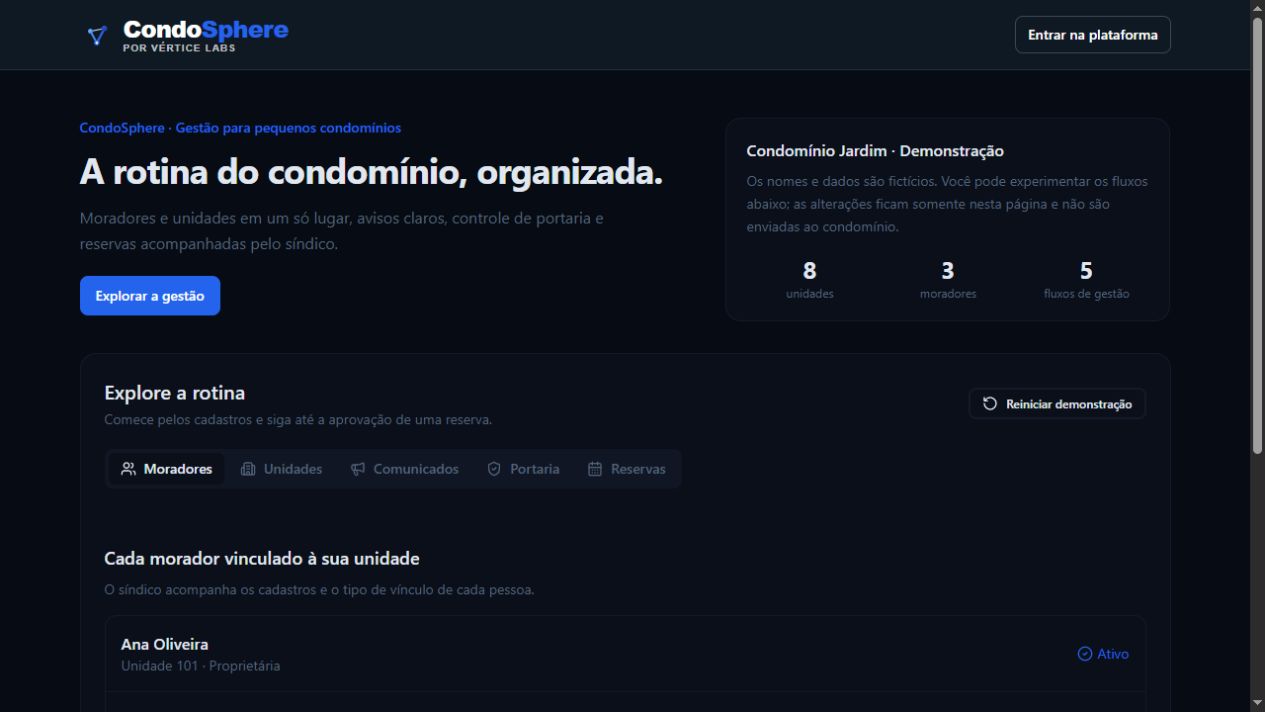 CondoSphere
POR VÉRTICE LABS
Entrar na plataforma
CondoSphere · Gestão para pequenos condomínios
A rotina do condomínio, organizada.
Moradores e unidades em um só lugar, avisos claros, controle de portaria e
reservas acompanhadas pelo síndico.
Explorar a gestão
Condomínio Jardim · Demonstração
Os nomes e dados são fictícios. Você pode experimentar os fluxos
abaixo; as alterações ficam somente nesta página e não são
enviadas ao condomínio.
8
unidades
3
moradores
5
fluxos de gestão
Explore a rotina
Comece pelos cadastros e siga até a aprovação de uma reserva.
Reiniciar demonstração
Moradores
Unidades
Comunicados
Portaria
Reservas
Cada morador vinculado à sua unidade
O síndico acompanha os cadastros e o tipo de vínculo de cada pessoa.
Ana Oliveira
Unidade 101 · Proprietária
Ativo